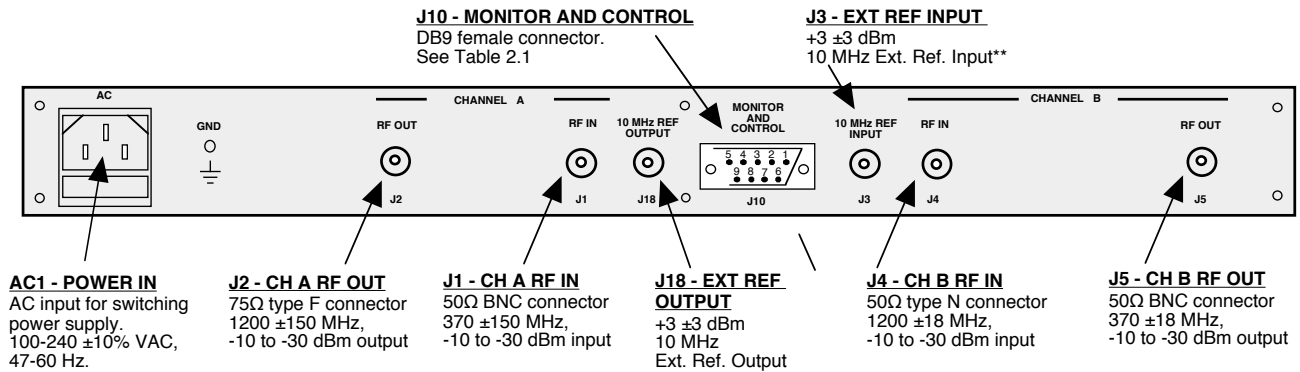 J10 - MONITOR AND CONTROL
DB9 female connector.
See Table 2.1
J3 - EXT REF INPUT
+3 ±3 dBm
10 MHz Ext. Ref. Input**
AC
GND
CHANNEL A
RF OUT
J2
RF IN
J1
10 MHz REF
OUTPUT
J18
MONITOR
AND
CONTROL
5 4 3 2 1
9 8 7 6
J10
10 MHz REF
INPUT
J3
CHANNEL B
RF IN
J4
RF OUT
J5
AC1 - POWER IN
AC input for switching
power supply.
100-240 ±10% VAC,
47-60 Hz.
J2 - CH A RF OUT
75Ω type F connector
1200 ±150 MHz,
-10 to -30 dBm output
J1 - CH A RF IN
50Ω BNC connector
370 ±150 MHz,
-10 to -30 dBm input
J18 - EXT REF
OUTPUT
+3 ±3 dBm
10 MHz
Ext. Ref. Output
J4 - CH B RF IN
50Ω type N connector
1200 ±18 MHz,
-10 to -30 dBm input
J5 - CH B RF OUT
50Ω BNC connector
370 ±18 MHz,
-10 to -30 dBm output